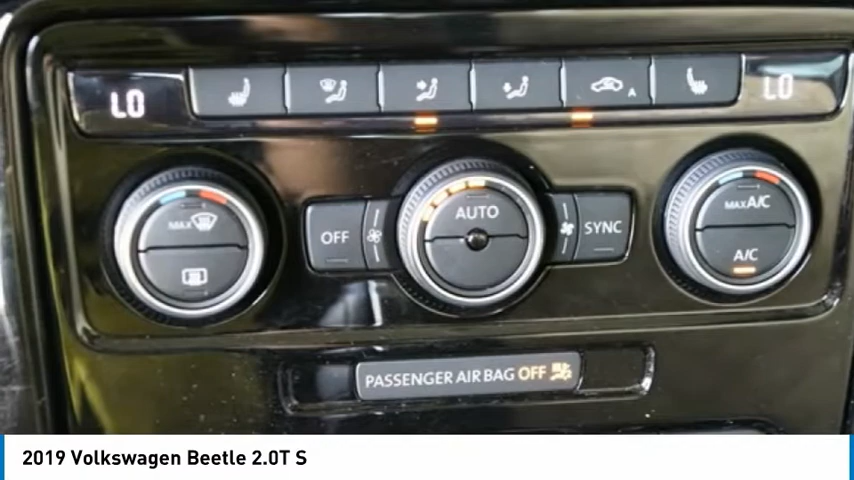 LO
A
LO
MAX
OFF
AUTO
SYNC
MAX A/C
A/C
PASSENGER AIR BAG OFF
2019 Volkswagen Beetle 2.0T S